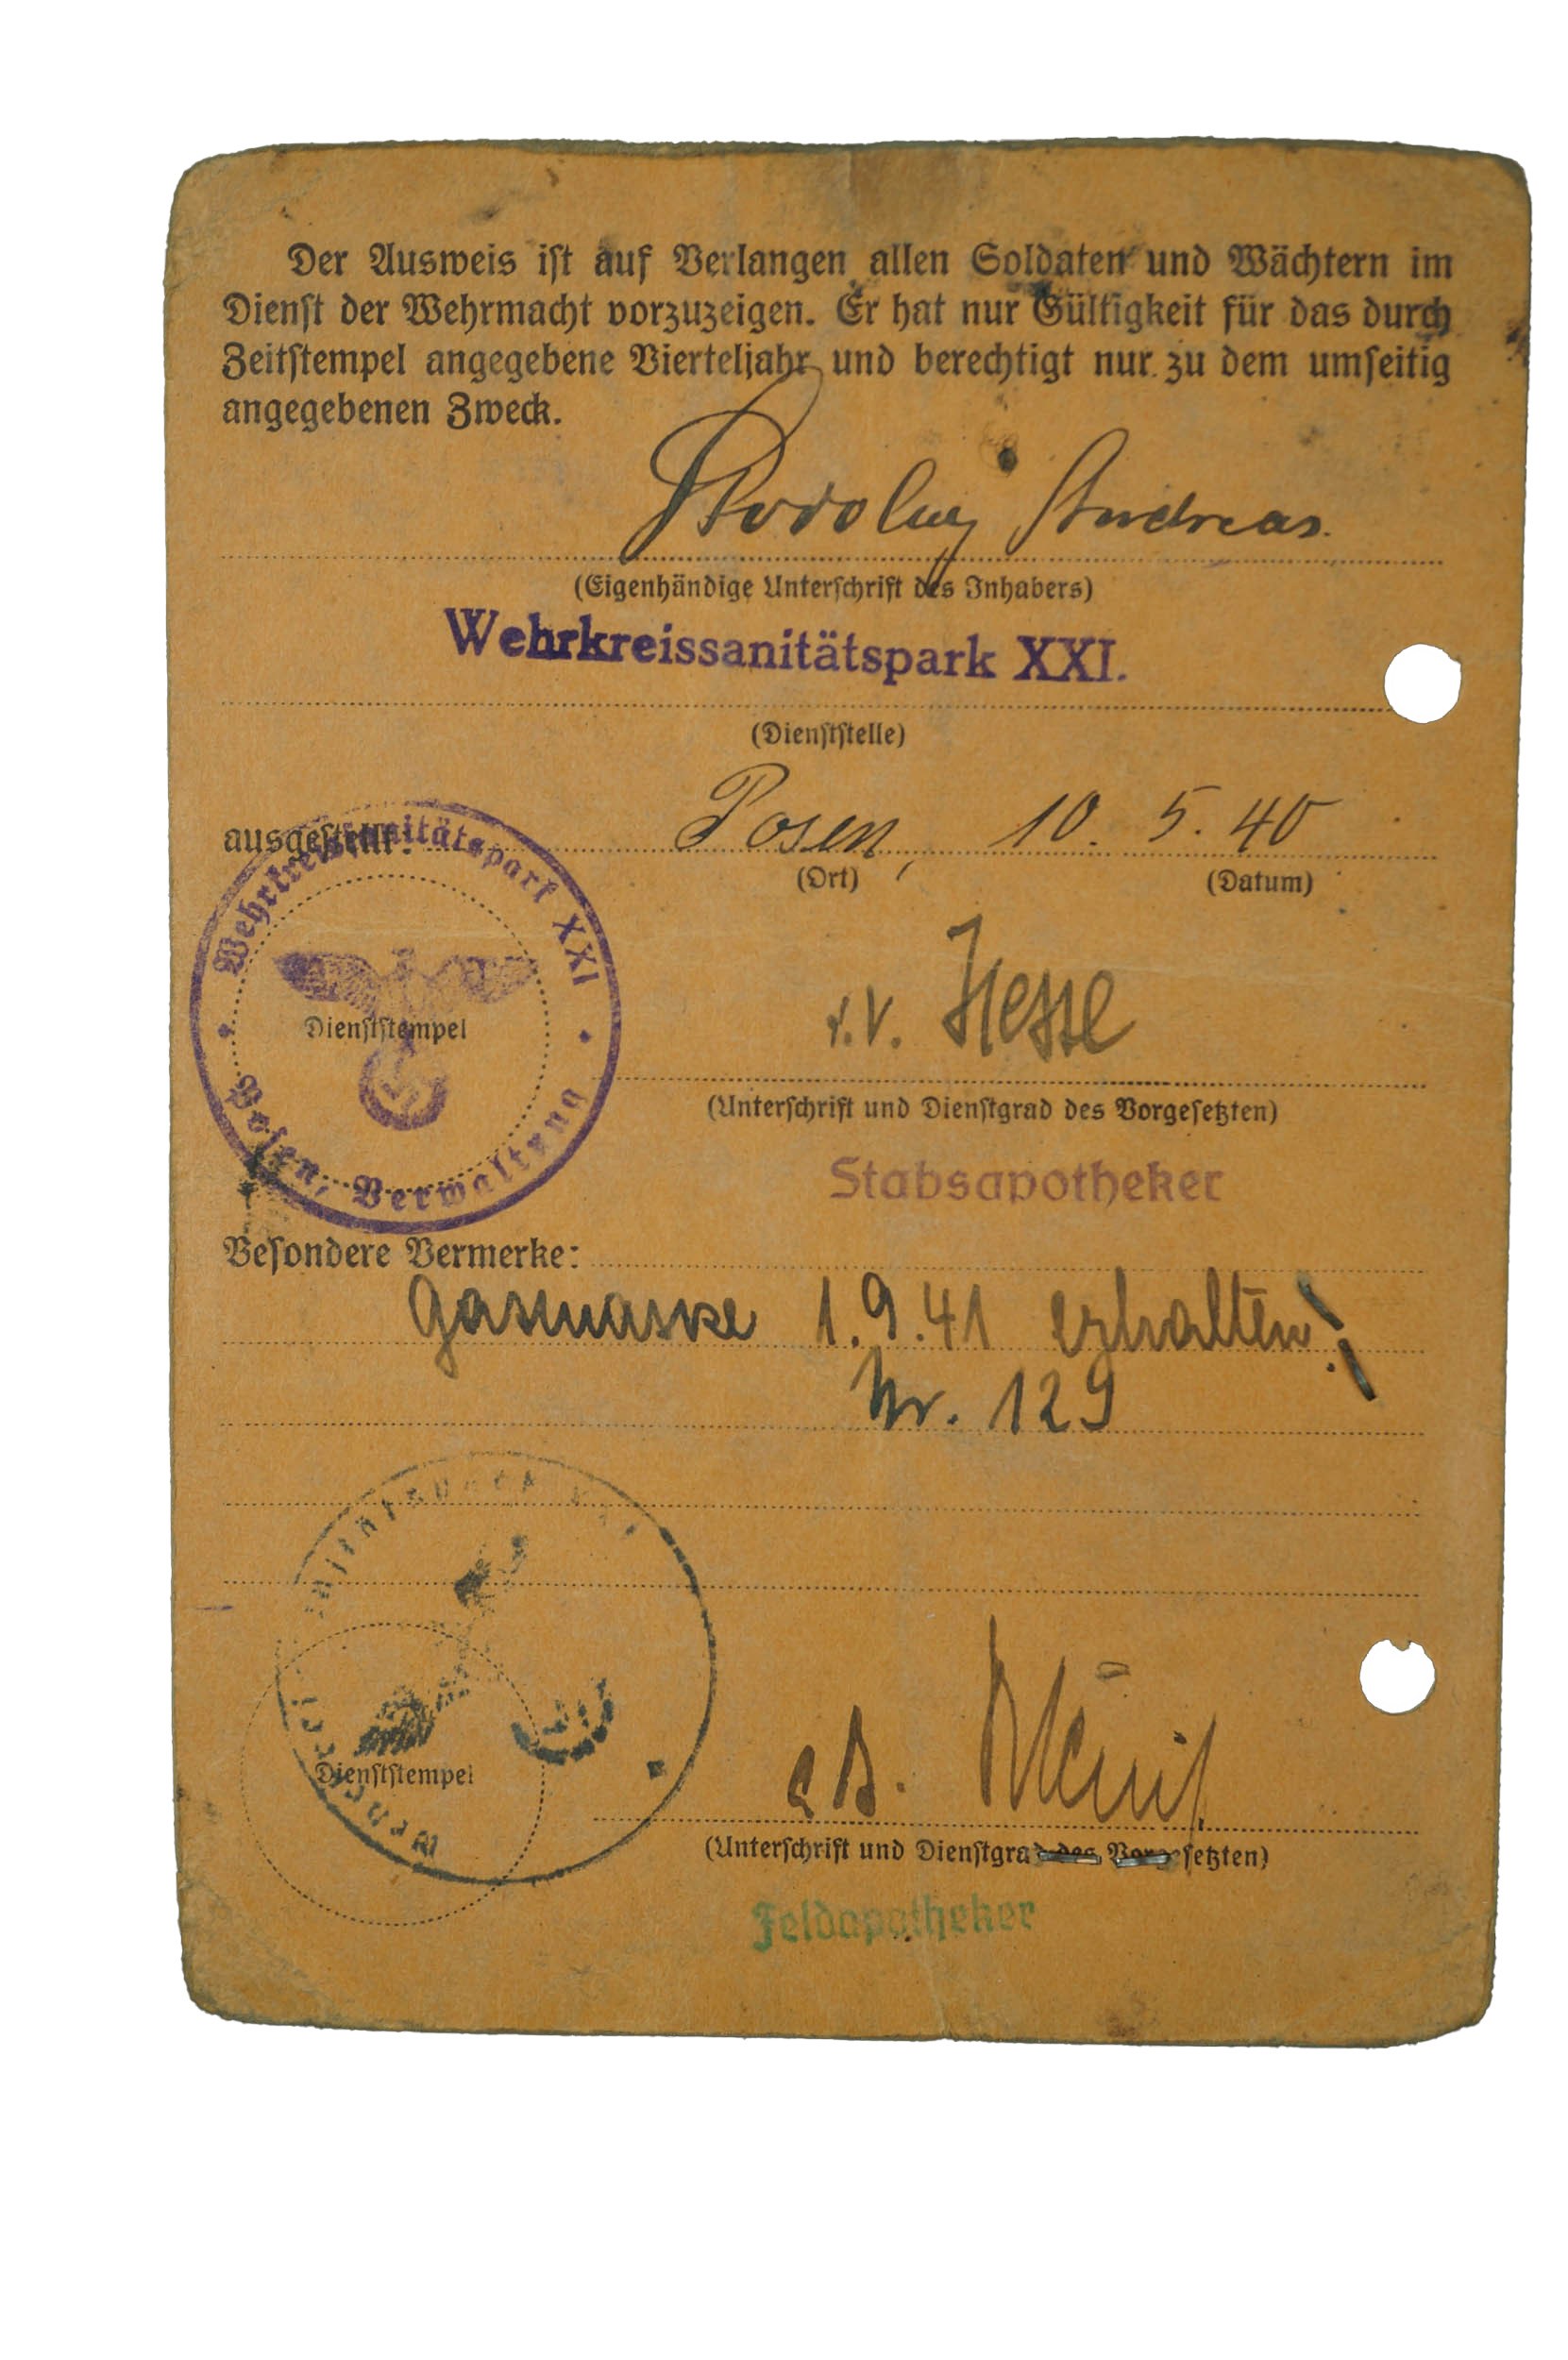 Der Ausweis ist auf Verlangen allen Soldaten und Wächtern im
Dienst der Wehrmacht vorzuzeigen. Er hat nur Gültigkeit für das durch
Zeitstempel angegebene Vierteljahr und berechtigt nur zu dem umseitig
angegebenen Zweck.
Andreas.
(Eigenhändige Unterschrift des Inhabers)
Wehrkreissanitätspark XXI.
(Dienststelle)
ausgestellt:
Posen, 10. 5. 40
(Ort) (Datum)
Wehrkreissanitätspark XXI
Posen, Verwaltung
Dienststempel
Hesse
(Unterschrift und Dienstgrad des Vorgesetzten)
Stabsapotheker
Besondere Vermerke:
Gasmaske 1.9.41 erhalten!
Nr. 129
Dienststempel
(Unterschrift und Dienstgrad des Vorgesetzten)
Feldapotheker